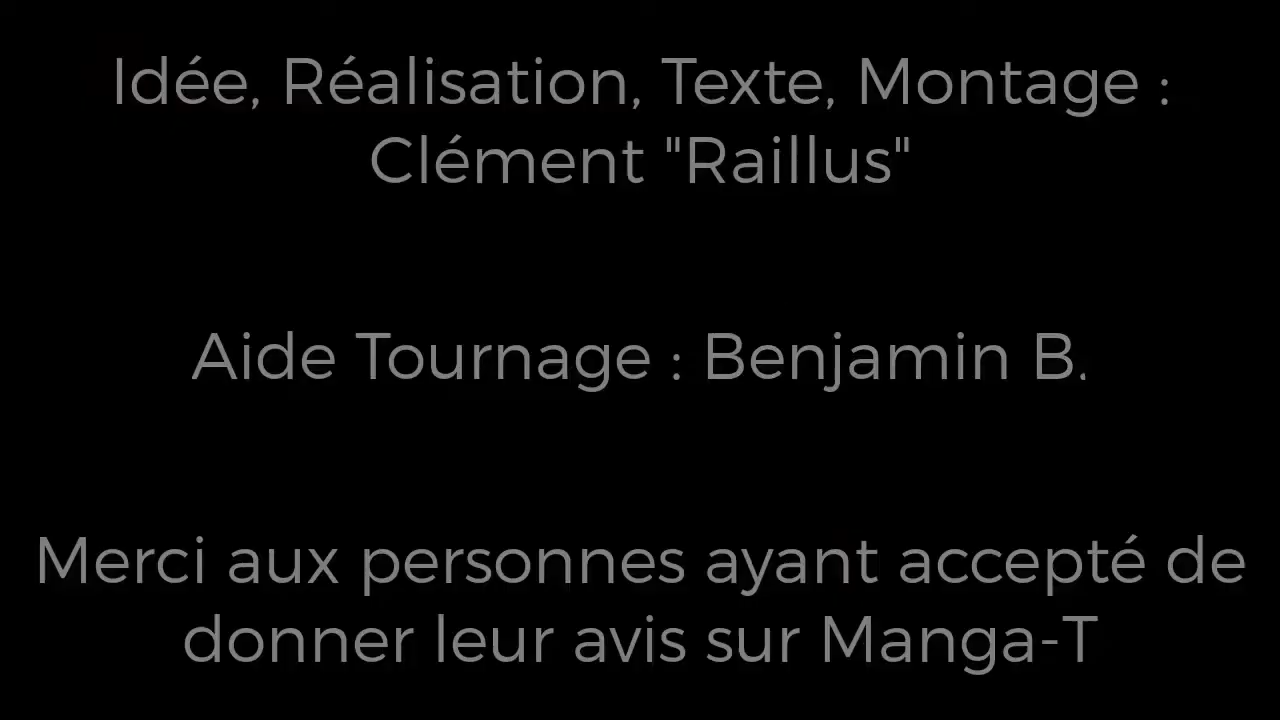 Idée, Réalisation, Texte, Montage :
Clément "Raillus"
Aide Tournage : Benjamin B.
Merci aux personnes ayant accepté de
donner leur avis sur Manga-T